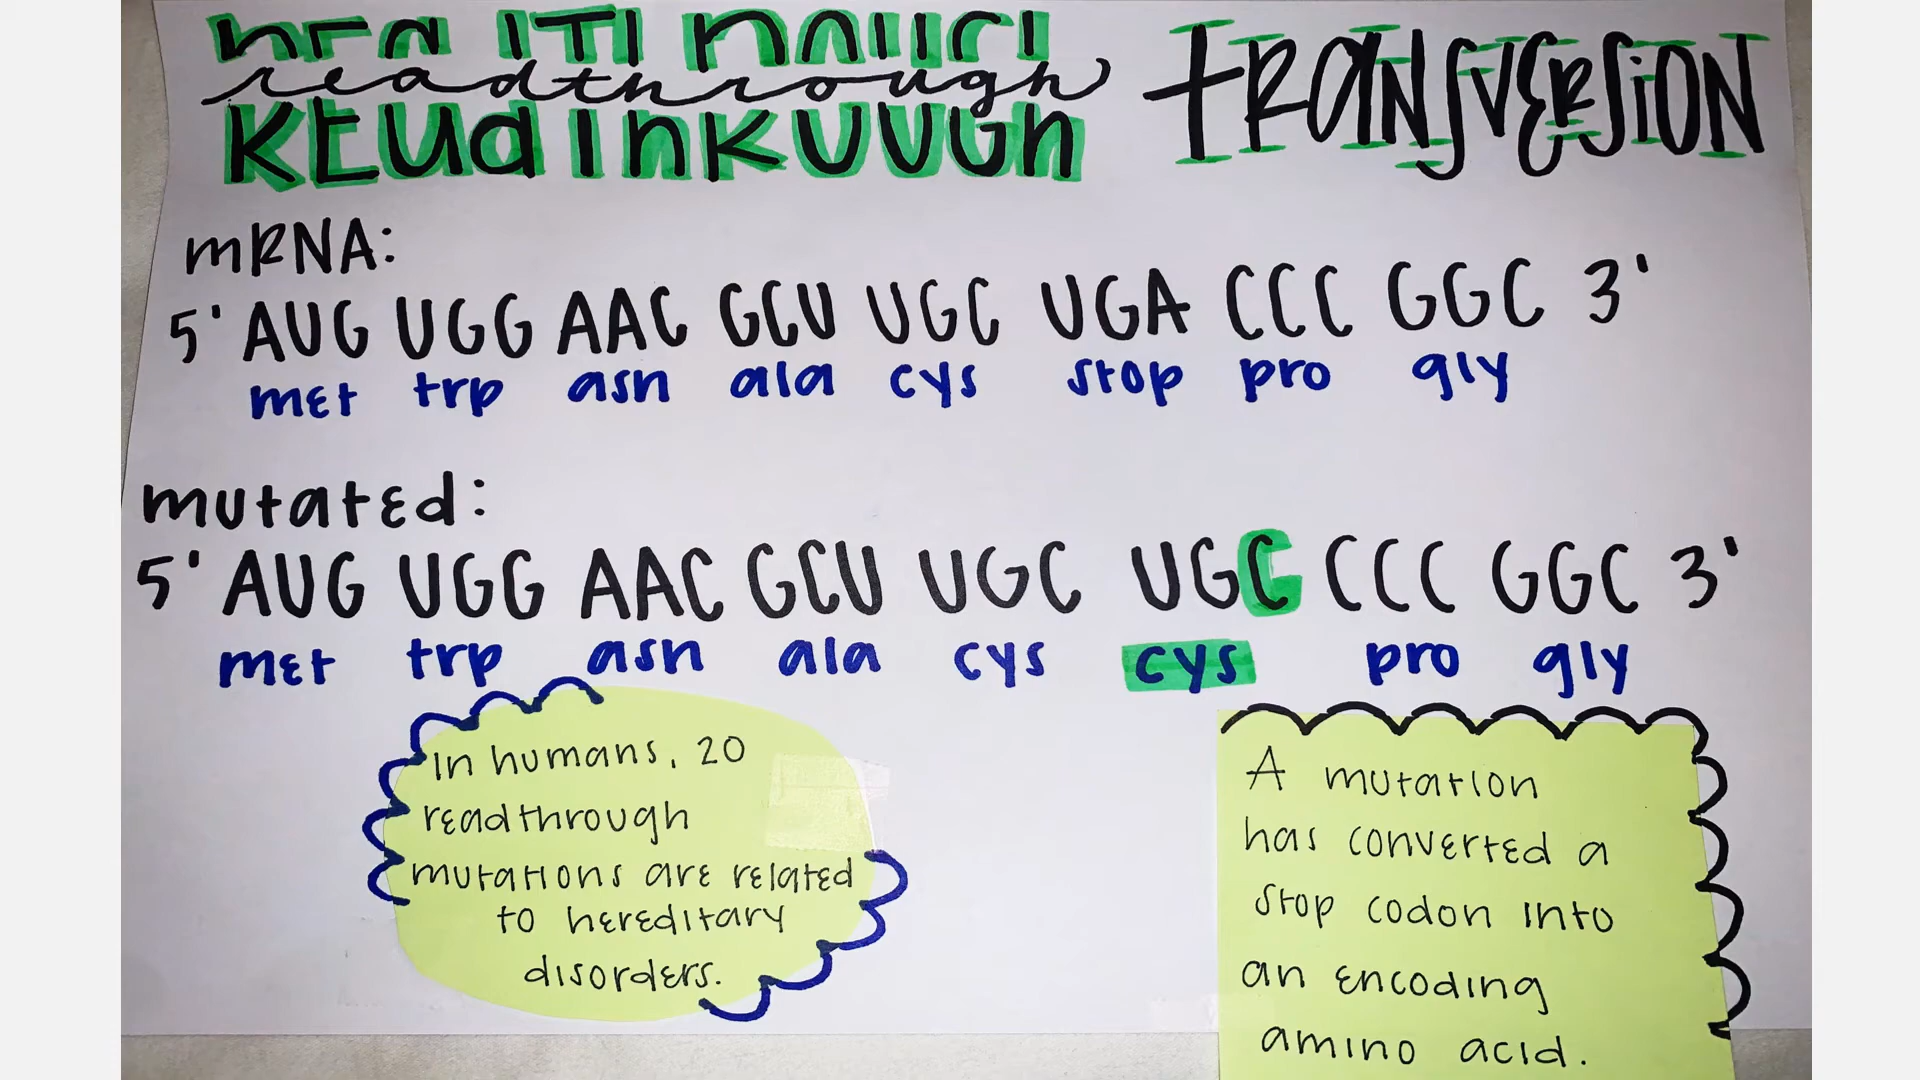 readthrough
readthrough TRANSVERSION
mRNA:
5' AUG UGG AAC GCU UGC UGA CCC GGC 3'
met trp asn ala cys stop pro gly
mutated:
5' AUG UGG AAC GCU UGC UGC CCC GGC 3'
met trp asn ala cys cys pro gly
In humans, 20
readthrough
mutations are related
to hereditary
disorders.
A mutation
has converted a
stop codon into
an encoding
amino acid.